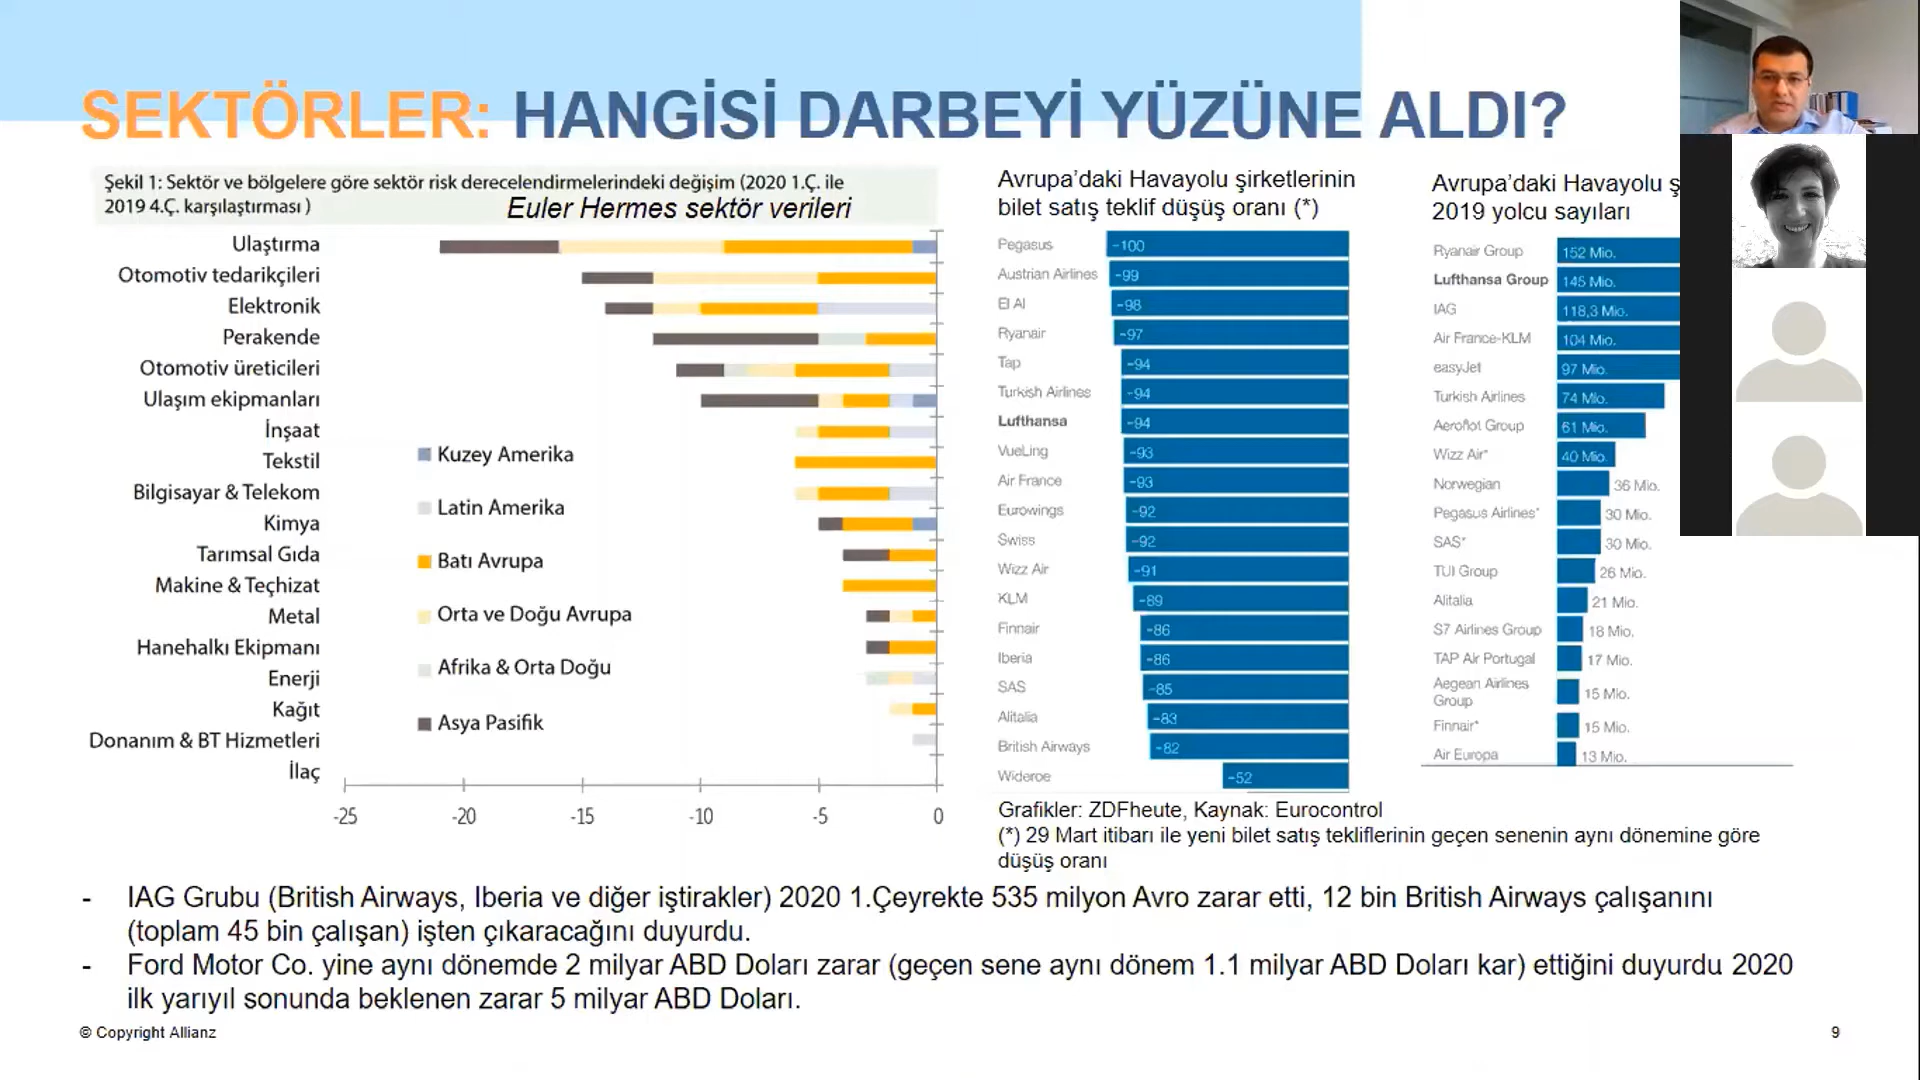 SEKTÖRLER: HANGİSİ DARBEYİ YÜZÜNE ALDI?
Şekil 1: Sektör ve bölgelere göre sektör risk derecelendirmelerindeki değişim (2020 1.Ç. ile
2019 4.Ç. karşılaştırması )
Euler Hermes sektör verileri
Ulaştırma
Otomotiv tedarikçileri
Elektronik
Perakende
Otomotiv üreticileri
Ulaşım ekipmanları
İnşaat
Tekstil
Bilgisayar & Telekom
Kimya
Tarımsal Gıda
Makine & Teçhizat
Metal
Hanehalkı Ekipmanı
Enerji
Kağıt
Donanım & BT Hizmetleri
İlaç
Kuzey Amerika
Latin Amerika
Batı Avrupa
Orta ve Doğu Avrupa
Afrika & Orta Doğu
Asya Pasifik
-25 -20 -15 -10 -5 0
Avrupa'daki Havayolu şirketlerinin
bilet satış teklif düşüş oranı (*)
Pegasus -100
Austrian Airlines -99
El Al -98
Ryanair -97
Tap -94
Turkish Airlines -94
Lufthansa -94
VueLing -93
Air France -93
Eurowings -92
Swiss -92
Wizz Air -91
KLM -89
Finnair -86
Iberia -86
SAS -85
Alitalia -83
British Airways -82
Wideroe -52
Avrupa'daki Havayolu ş
2019 yolcu sayıları
Ryanair Group 152 Mio.
Lufthansa Group 145 Mio.
IAG 118,3 Mio.
Air France-KLM 104 Mio.
easyJet 97 Mio.
Turkish Airlines 74 Mio.
Aeroflot Group 61 Mio.
Wizz Air* 40 Mio.
Norwegian 36 Mio.
Pegasus Airlines* 30 Mio.
SAS* 30 Mio.
TUI Group 26 Mio.
Alitalia 21 Mio.
S7 Airlines Group 18 Mio.
TAP Air Portugal 17 Mio.
Aegean Airlines
Group 15 Mio.
Finnair* 15 Mio.
Air Europa 13 Mio.
Grafikler: ZDFheute, Kaynak: Eurocontrol
(*) 29 Mart itibarı ile yeni bilet satış tekliflerinin geçen senenin aynı dönemine göre
düşüş oranı
- IAG Grubu (British Airways, Iberia ve diğer iştirakler) 2020 1.Çeyrekte 535 milyon Avro zarar etti, 12 bin British Airways çalışanını
(toplam 45 bin çalışan) işten çıkaracağını duyurdu.
- Ford Motor Co. yine aynı dönemde 2 milyar ABD Doları zarar (geçen sene aynı dönem 1.1 milyar ABD Doları kar) ettiğini duyurdu 2020
ilk yarıyıl sonunda beklenen zarar 5 milyar ABD Doları.
© Copyright Allianz
9